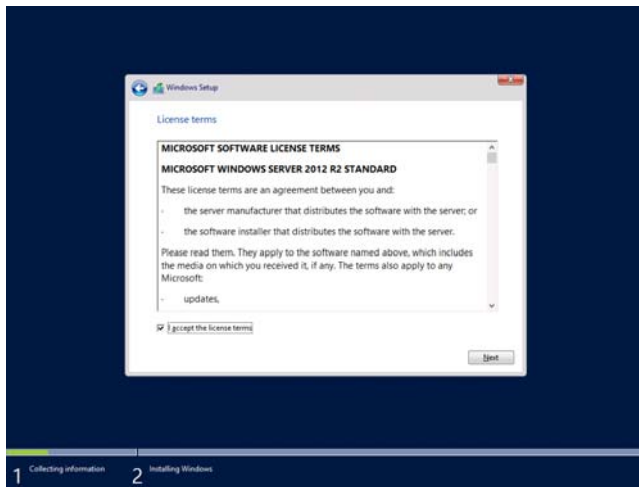 Windows Setup
License terms
MICROSOFT SOFTWARE LICENSE TERMS
MICROSOFT WINDOWS SERVER 2012 R2 STANDARD
These license terms are an agreement between you and:
- the server manufacturer that distributes the software with the server; or
- the software installer that distributes the software with the server.
Please read them. They apply to the software named above, which includes
the media on which you received it, if any. The terms also apply to any
Microsoft:
- updates,
I accept the license terms
Next
1 Collecting information
2 Installing Windows